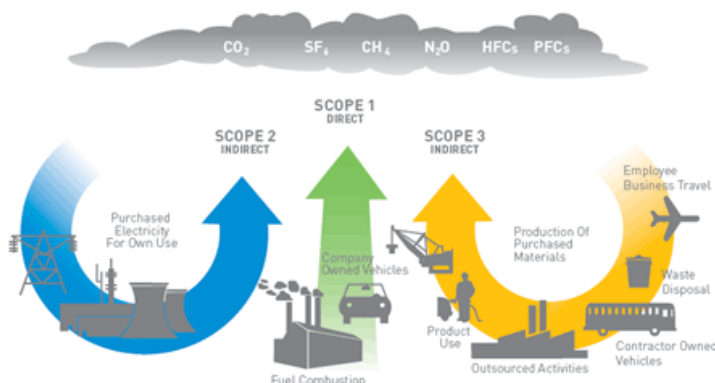 CO₂ SF₆ CH₄ N₂O HFCs PFCs
SCOPE 1
DIRECT
SCOPE 2
INDIRECT
SCOPE 3
INDIRECT
Purchased
Electricity
For Own Use
Company
Owned Vehicles
Fuel Combustion
Product
Use
Production Of
Purchased
Materials
Outsourced Activities
Employee
Business Travel
Waste
Disposal
Contractor Owned
Vehicles